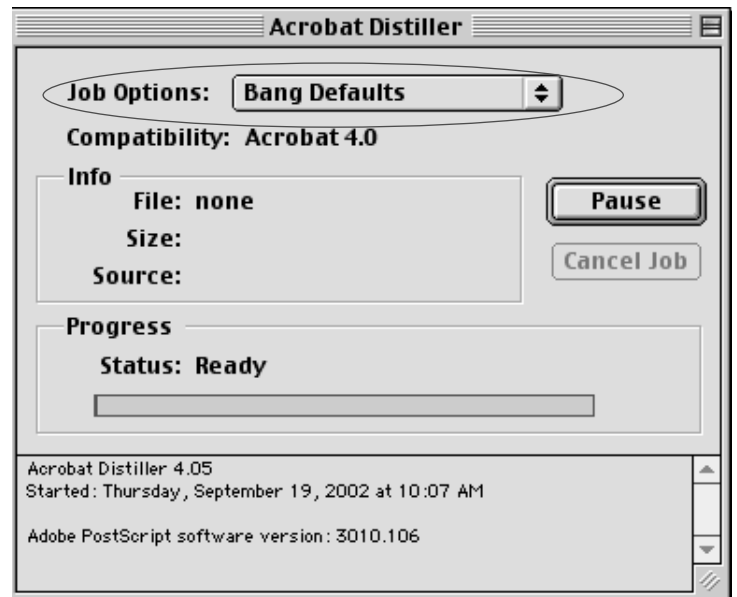 Acrobat Distiller
Job Options: Bang Defaults
Compatibility: Acrobat 4.0
Info
File: none
Size:
Source:
Pause
Cancel Job
Progress
Status: Ready
Acrobat Distiller 4.05
Started: Thursday, September 19, 2002 at 10:07 AM
Adobe PostScript software version: 3010.106